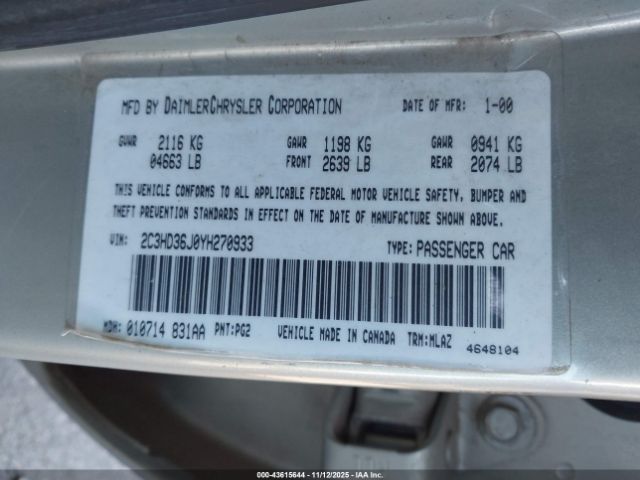 MFD BY DAIMLERCHRYSLER CORPORATION DATE OF MFR: 1-00
GVWR 2116 KG GAWR 1198 KG GAWR 0941 KG
04663 LB FRONT 2639 LB REAR 2074 LB
THIS VEHICLE CONFORMS TO ALL APPLICABLE FEDERAL MOTOR VEHICLE SAFETY, BUMPER AND
THEFT PREVENTION STANDARDS IN EFFECT ON THE DATE OF MANUFACTURE SHOWN ABOVE.
VIN: 2C3HD36J0YH270933 TYPE: PASSENGER CAR
MDH: 010714 831AA PNT: PG2 VEHICLE MADE IN CANADA TRM: MLAZ
4648104
000-43615644 - 11/12/2025 - IAAI.COM